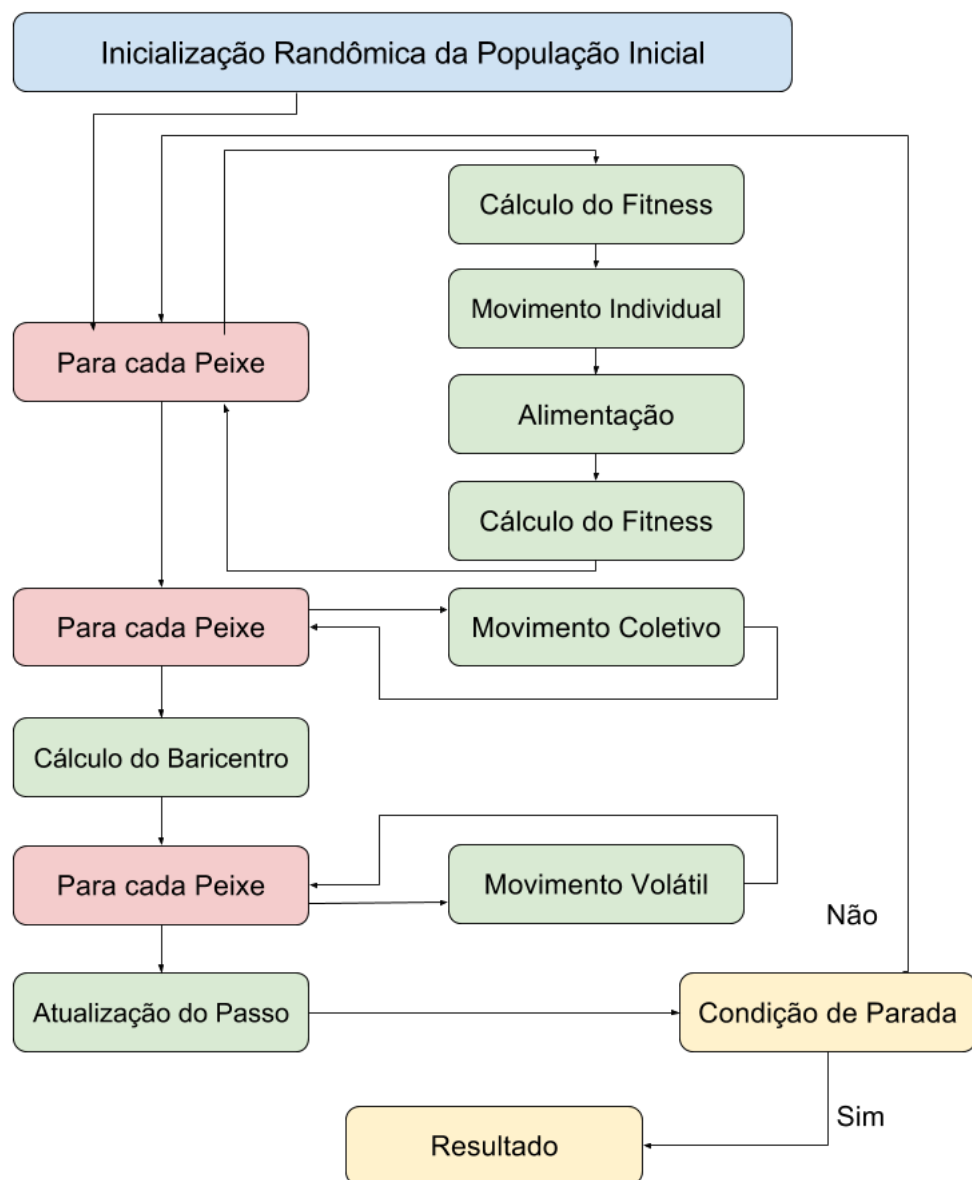 Inicialização Randômica da População Inicial
Cálculo do Fitness
Movimento Individual
Para cada Peixe
Alimentação
Cálculo do Fitness
Para cada Peixe
Movimento Coletivo
Cálculo do Baricentro
Para cada Peixe
Movimento Volátil
Não
Atualização do Passo
Condição de Parada
Sim
Resultado